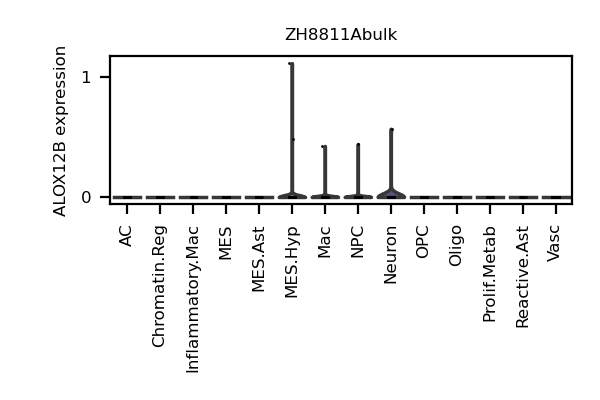 ZH8811Abulk
ALOX12B expression
1
0
AC
Chromatin.Reg
Inflammatory.Mac
MES
MES.Ast
MES.Hyp
Mac
NPC
Neuron
OPC
Oligo
Prolif.Metab
Reactive.Ast
Vasc